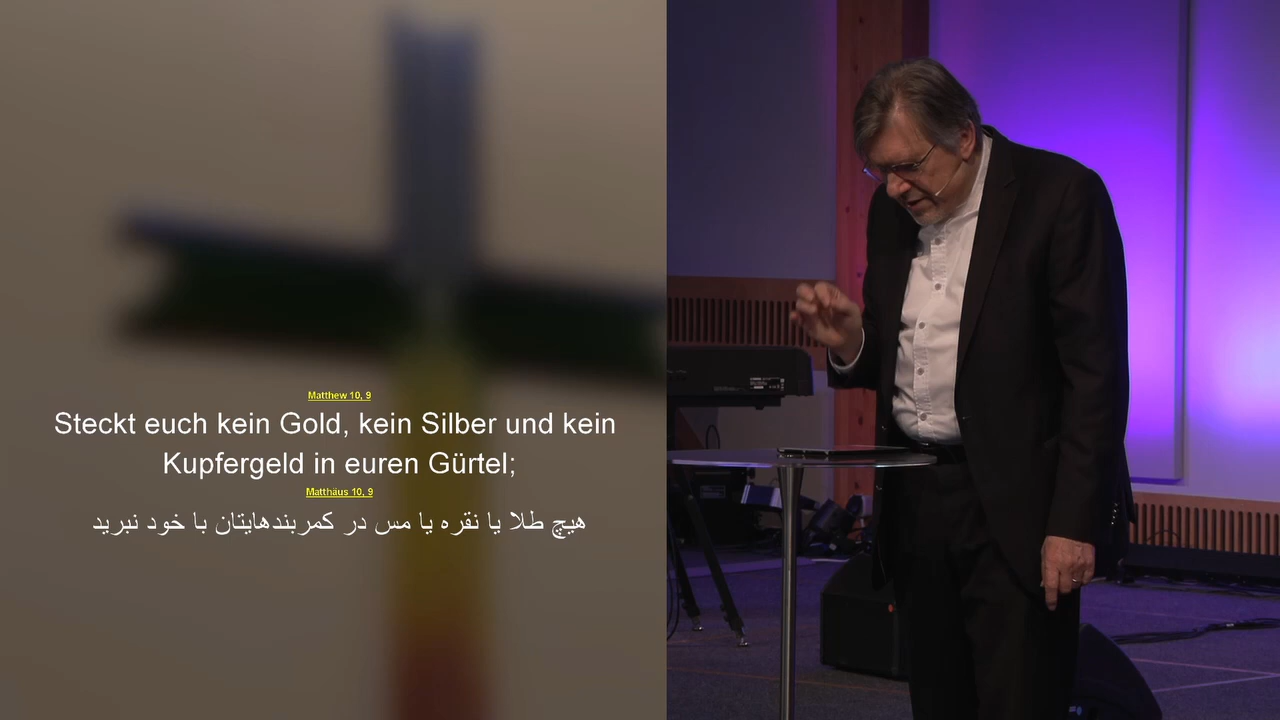 Matthew 10, 9
Steckt euch kein Gold, kein Silber und kein
Kupfergeld in euren Gürtel;
Matthäus 10, 9
هیچ طلا یا نقره یا مس در کمربندهایتان با خود نبرید